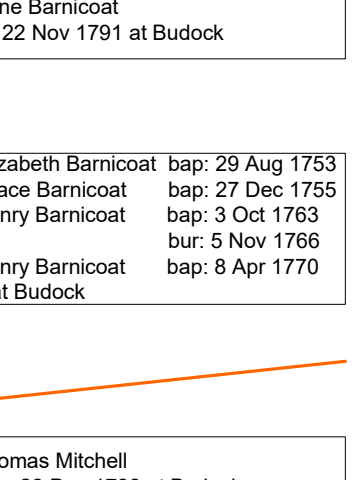 ne Barnicoat
22 Nov 1791 at Budock
zabeth Barnicoat bap: 29 Aug 1753
ace Barnicoat bap: 27 Dec 1755
nry Barnicoat bap: 3 Oct 1763
bur: 5 Nov 1766
nry Barnicoat bap: 8 Apr 1770
at Budock
omas Mitchell